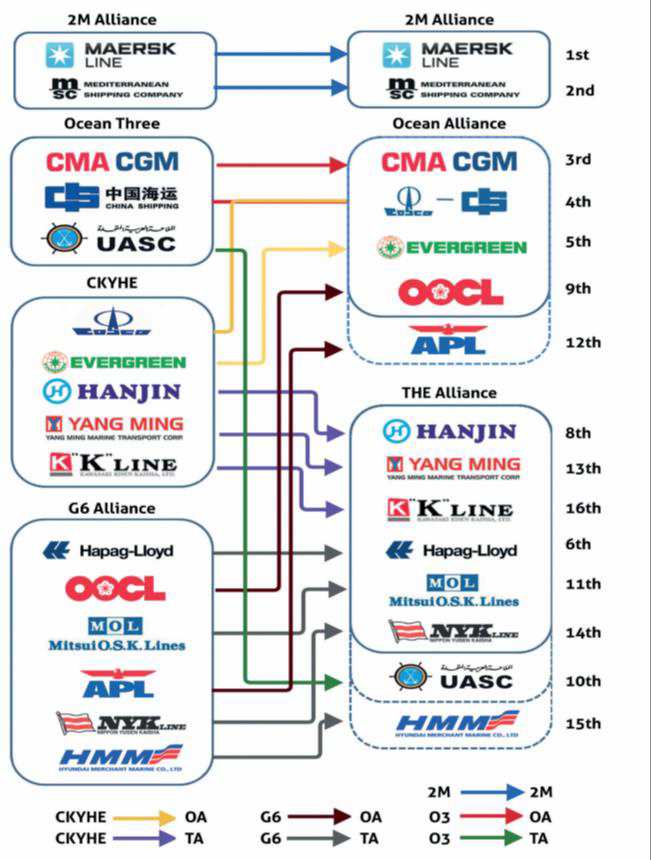 2M Alliance
MAERSK
LINE
msc
MEDITERRANEAN
SHIPPING COMPANY
Ocean Three
CMA CGM
中国海运
CHINA SHIPPING
UASC
CKYHE
COSCO
EVERGREEN
HANJIN
YANG MING
YANG MING MARINE TRANSPORT CORP.
K "K" LINE
KAWASAKI KISEN KAISHA, LTD.
G6 Alliance
Hapag-Lloyd
OOCL
MOL
Mitsui O.S.K. Lines
APL
NYK LINE
NIPPON YUSEN KAISHA
HMM
HYUNDAI MERCHANT MARINE CO., LTD
2M Alliance
MAERSK
LINE
1st
msc
MEDITERRANEAN
SHIPPING COMPANY
2nd
Ocean Alliance
CMA CGM
3rd
COSCO
4th
EVERGREEN
5th
OOCL
9th
APL
12th
THE Alliance
HANJIN
8th
YANG MING
YANG MING MARINE TRANSPORT CORP.
13th
K "K" LINE
KAWASAKI KISEN KAISHA, LTD.
16th
Hapag-Lloyd
6th
MOL
Mitsui O.S.K. Lines
11th
NYK LINE
NIPPON YUSEN KAISHA
14th
UASC
10th
HMM
HYUNDAI MERCHANT MARINE CO., LTD
15th
2M 2M
CKYHE OA G6 OA O3 OA
CKYHE TA G6 TA O3 TA